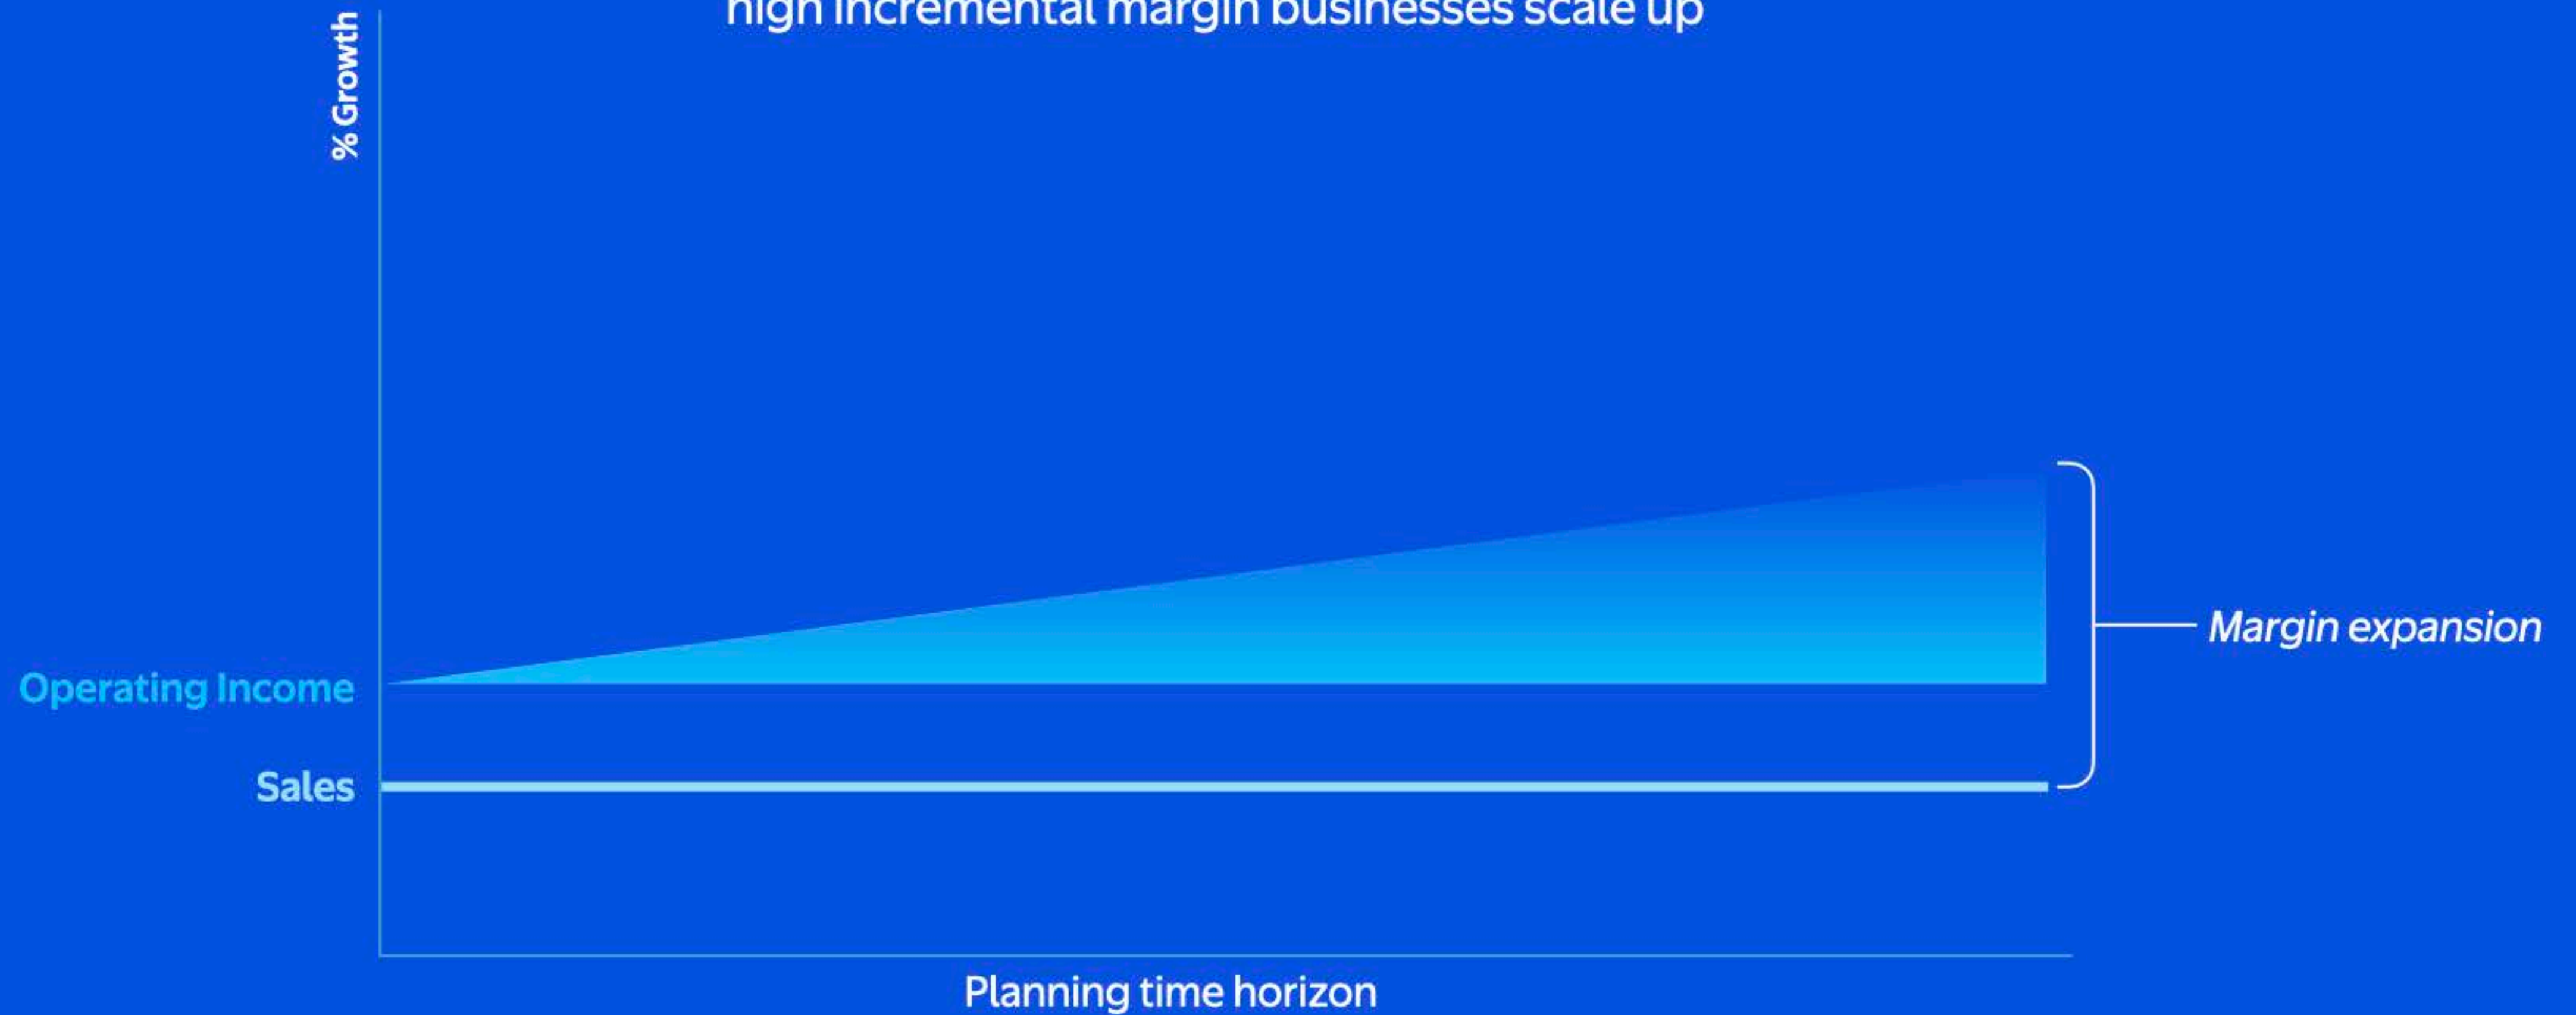 high incremental margin businesses scale up
% Growth
Margin expansion
Operating Income
Sales
Planning time horizon